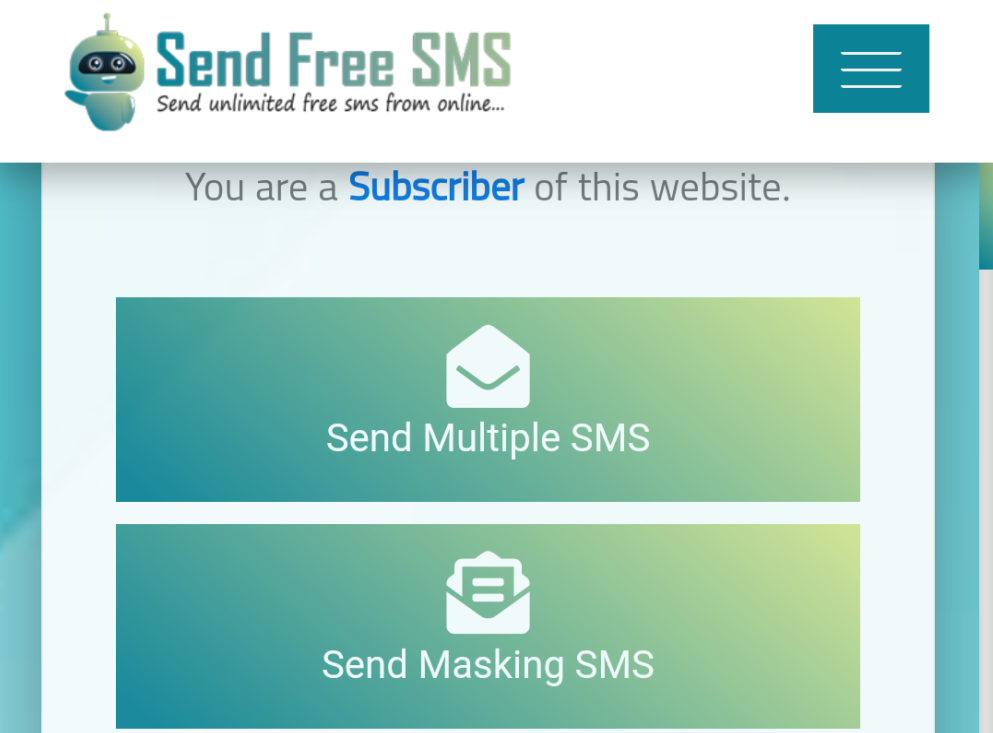 Send Free SMS
Send unlimited free sms from online...
You are a Subscriber of this website.
Send Multiple SMS
Send Masking SMS